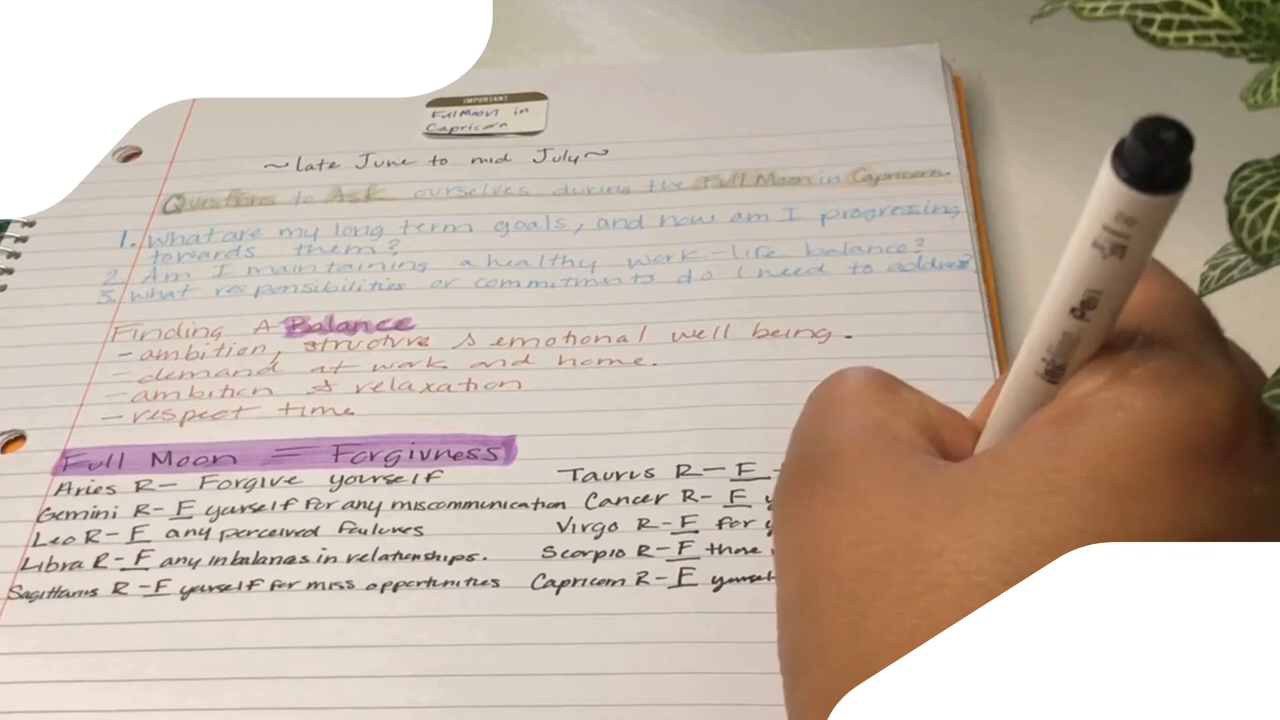 IMPORTANT
Full Moon in
Capricorn
~late June to mid July~
Questions to Ask ourselves during the Full Moon in Capricorn.
1. What are my long term goals, and how am I progressing
towards them?
2. Am I maintaining a healthy work-life balance?
3. What responsibilities or commitments do I need to address?
Finding A Balance
- ambition, structure & emotional well being.
- demand at work and home.
- ambition & relaxation
- respect time
Full Moon = Forgivness
Aries R- Forgive yourself
Taurus R- F -
Gemini R- F yourself for any miscommunication
Cancer R- F
Leo R- F any perceived failures
Virgo R- F for
Libra R- F any inbalanes in relationships.
Scorpio R- F those
Sagittarius R- F yourself for miss opportunities
Capricorn R- F
Pen